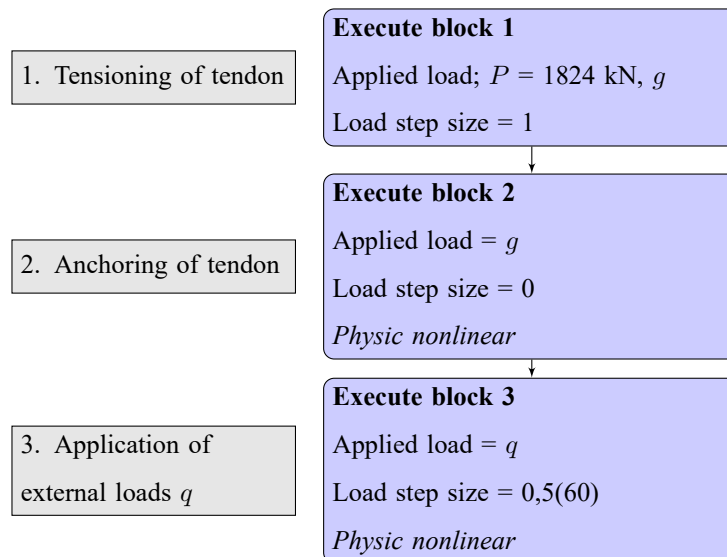 1. Tensioning of tendon
Execute block 1
Applied load; P = 1824 kN, g
Load step size = 1
2. Anchoring of tendon
Execute block 2
Applied load = g
Load step size = 0
Physic nonlinear
3. Application of
external loads q
Execute block 3
Applied load = q
Load step size = 0,5(60)
Physic nonlinear